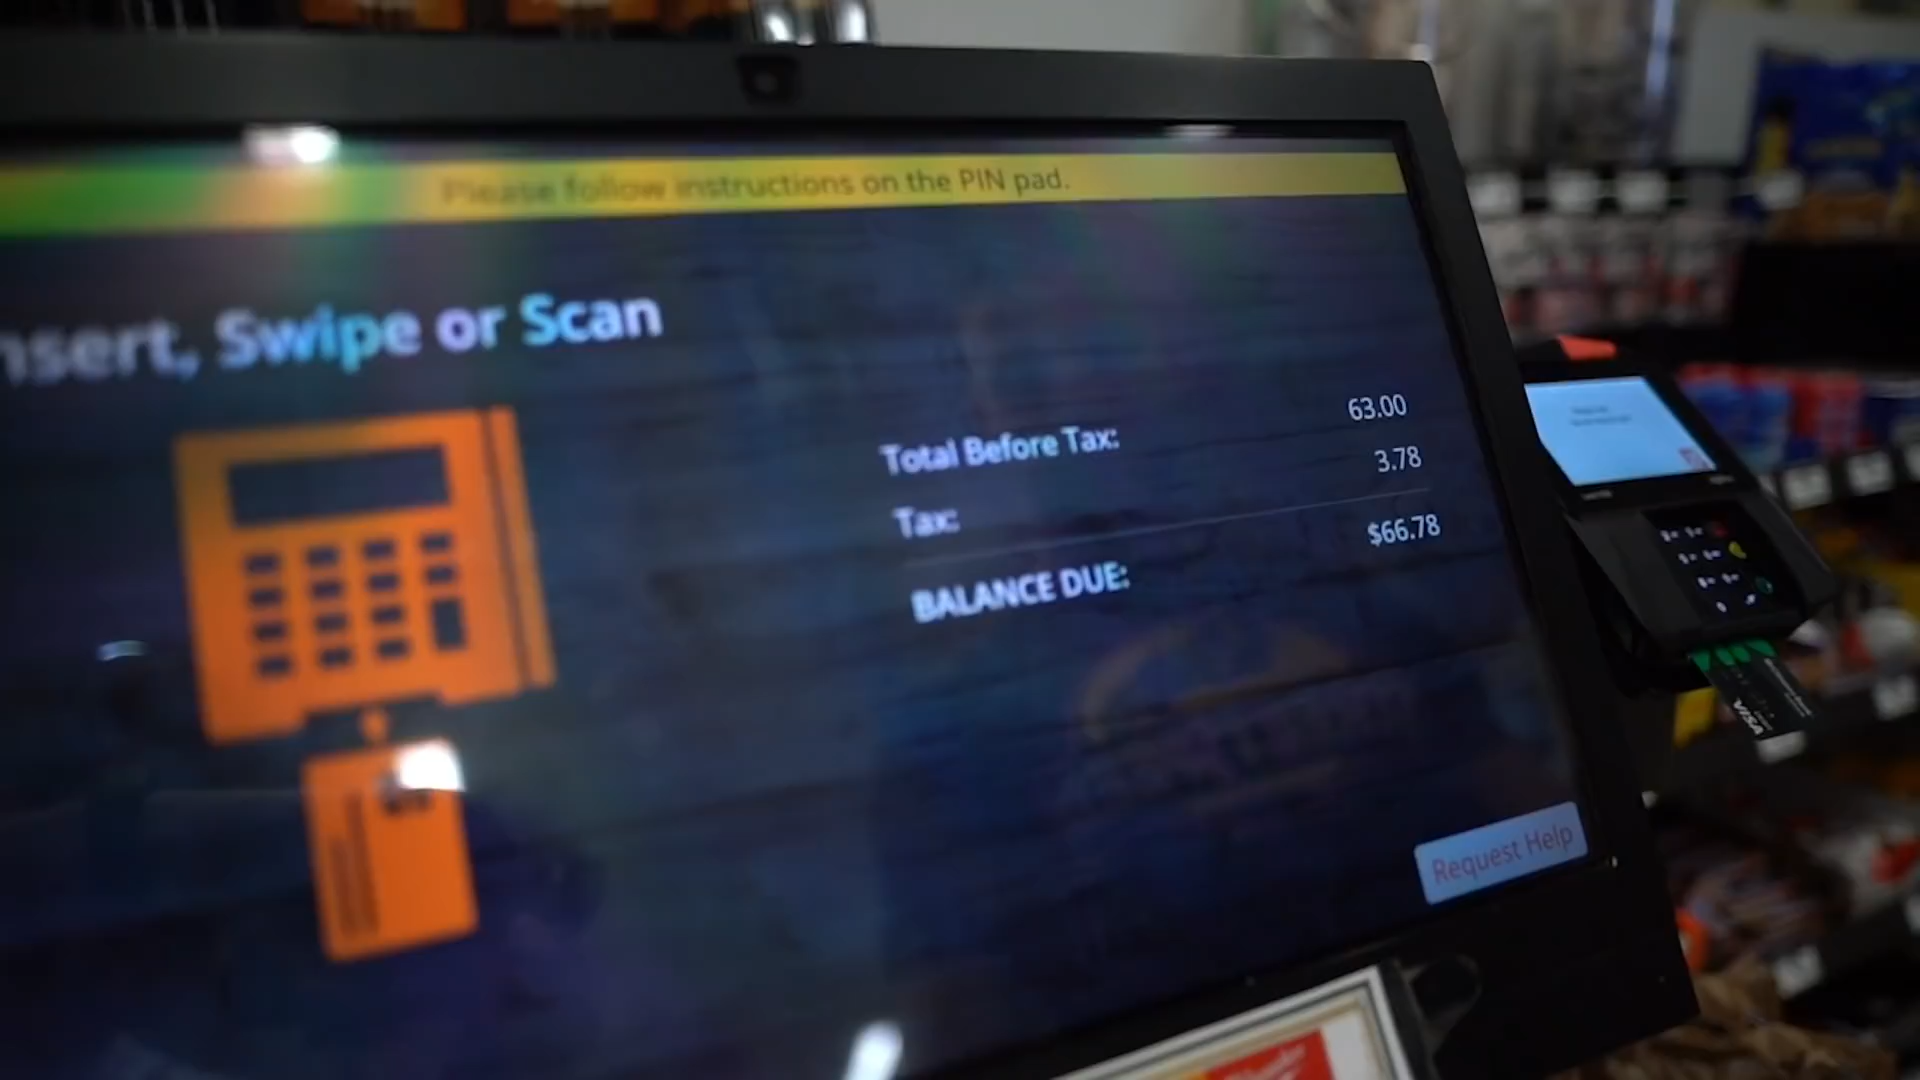 Please follow instructions on the PIN pad.
nsert, Swipe or Scan
Total Before Tax: 63.00
Tax: 3.78
BALANCE DUE: $66.78
Request Help
VISA